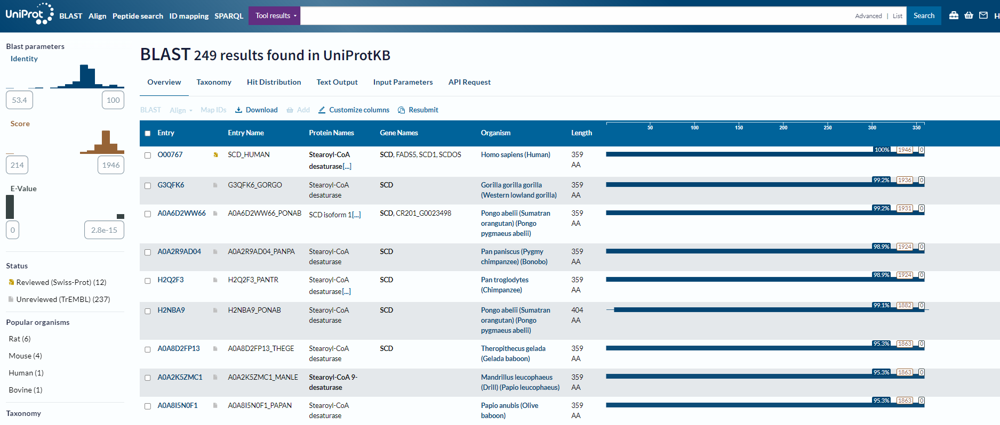 UniProt BLAST Align Peptide search ID mapping SPARQL Tool results Advanced | List Search H
Blast parameters
Identity
53.4 100
Score
214 1946
E-Value
0 2.8e-15
Status
Reviewed (Swiss-Prot) (12)
Unreviewed (TrEMBL) (237)
Popular organisms
Rat (6)
Mouse (4)
Human (1)
Bovine (1)
Taxonomy
BLAST 249 results found in UniProtKB
Overview Taxonomy Hit Distribution Text Output Input Parameters API Request
BLAST Align Map IDs Download Add Customize columns Resubmit
Entry Entry Name Protein Names Gene Names Organism Length 50 100 150 200 250 300 350
O00767 SCD_HUMAN Stearoyl-CoA SCD, FADS5, SCD1, SCDOS Homo sapiens (Human) 359 100% 1946 0
desaturase[...] AA
G3QFK6 G3QFK6_GORGO Stearoyl-CoA SCD Gorilla gorilla gorilla 359 99.2% 1936 0
desaturase (Western lowland gorilla) AA
A0A6D2WW66 A0A6D2WW66_PONAB SCD isoform 1[...] SCD, CR201_G0023498 Pongo abelii (Sumatran 359 99.2% 1931 0
orangutan) (Pongo AA
pygmaeus abelii)
A0A2R9AD04 A0A2R9AD04_PANPA Stearoyl-CoA SCD Pan paniscus (Pygmy 359 98.9% 1924 0
desaturase chimpanzee) (Bonobo) AA
H2Q2F3 H2Q2F3_PANTR Stearoyl-CoA SCD Pan troglodytes 359 98.9% 1924 0
desaturase[...] (Chimpanzee) AA
H2NBA9 H2NBA9_PONAB Stearoyl-CoA SCD Pongo abelii (Sumatran 404 99.1% 1882 0
desaturase orangutan) (Pongo AA
pygmaeus abelii)
A0A8D2FP13 A0A8D2FP13_THEGE Stearoyl-CoA SCD Theropithecus gelada 359 95.3% 1863 0
desaturase (Gelada baboon) AA
A0A2K5ZMC1 A0A2K5ZMC1_MANLE Stearoyl-CoA 9- Mandrillus leucophaeus 359 95.3% 1863 0
desaturase (Drill) (Papio leucophaeus) AA
A0A8I5N0F1 A0A8I5N0F1_PAPAN Stearoyl-CoA Papio anubis (Olive 359 95.3% 1863 0
desaturase baboon) AA